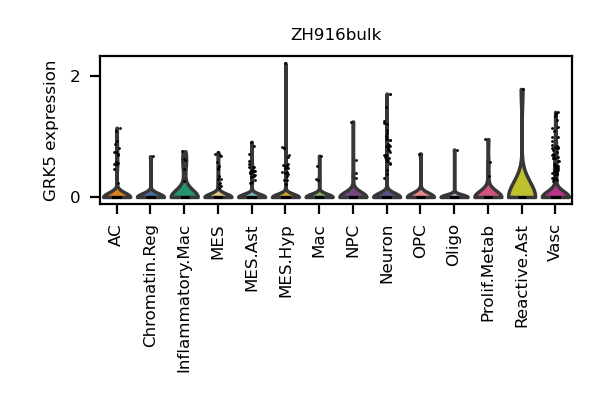 ZH916bulk
GRK5 expression
2
0
AC
Chromatin.Reg
Inflammatory.Mac
MES
MES.Ast
MES.Hyp
Mac
NPC
Neuron
OPC
Oligo
Prolif.Metab
Reactive.Ast
Vasc